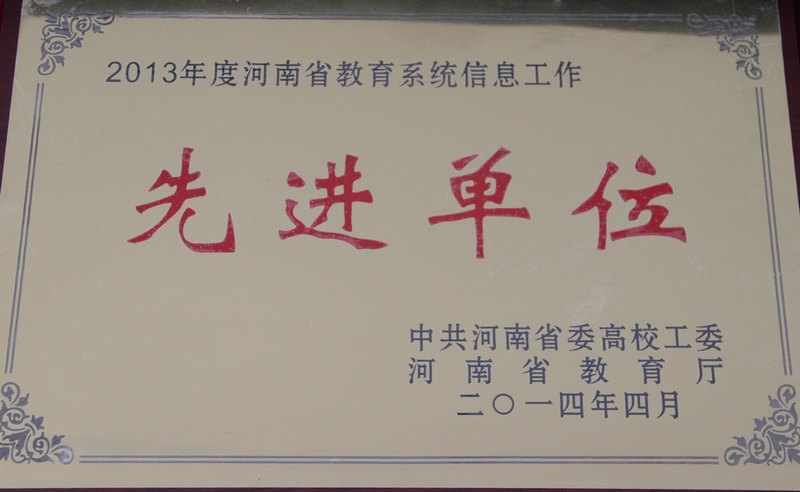 2013年度河南省教育系统信息工作
先进单位
中共河南省委高校工委
河南省教育厅
二〇一四年四月